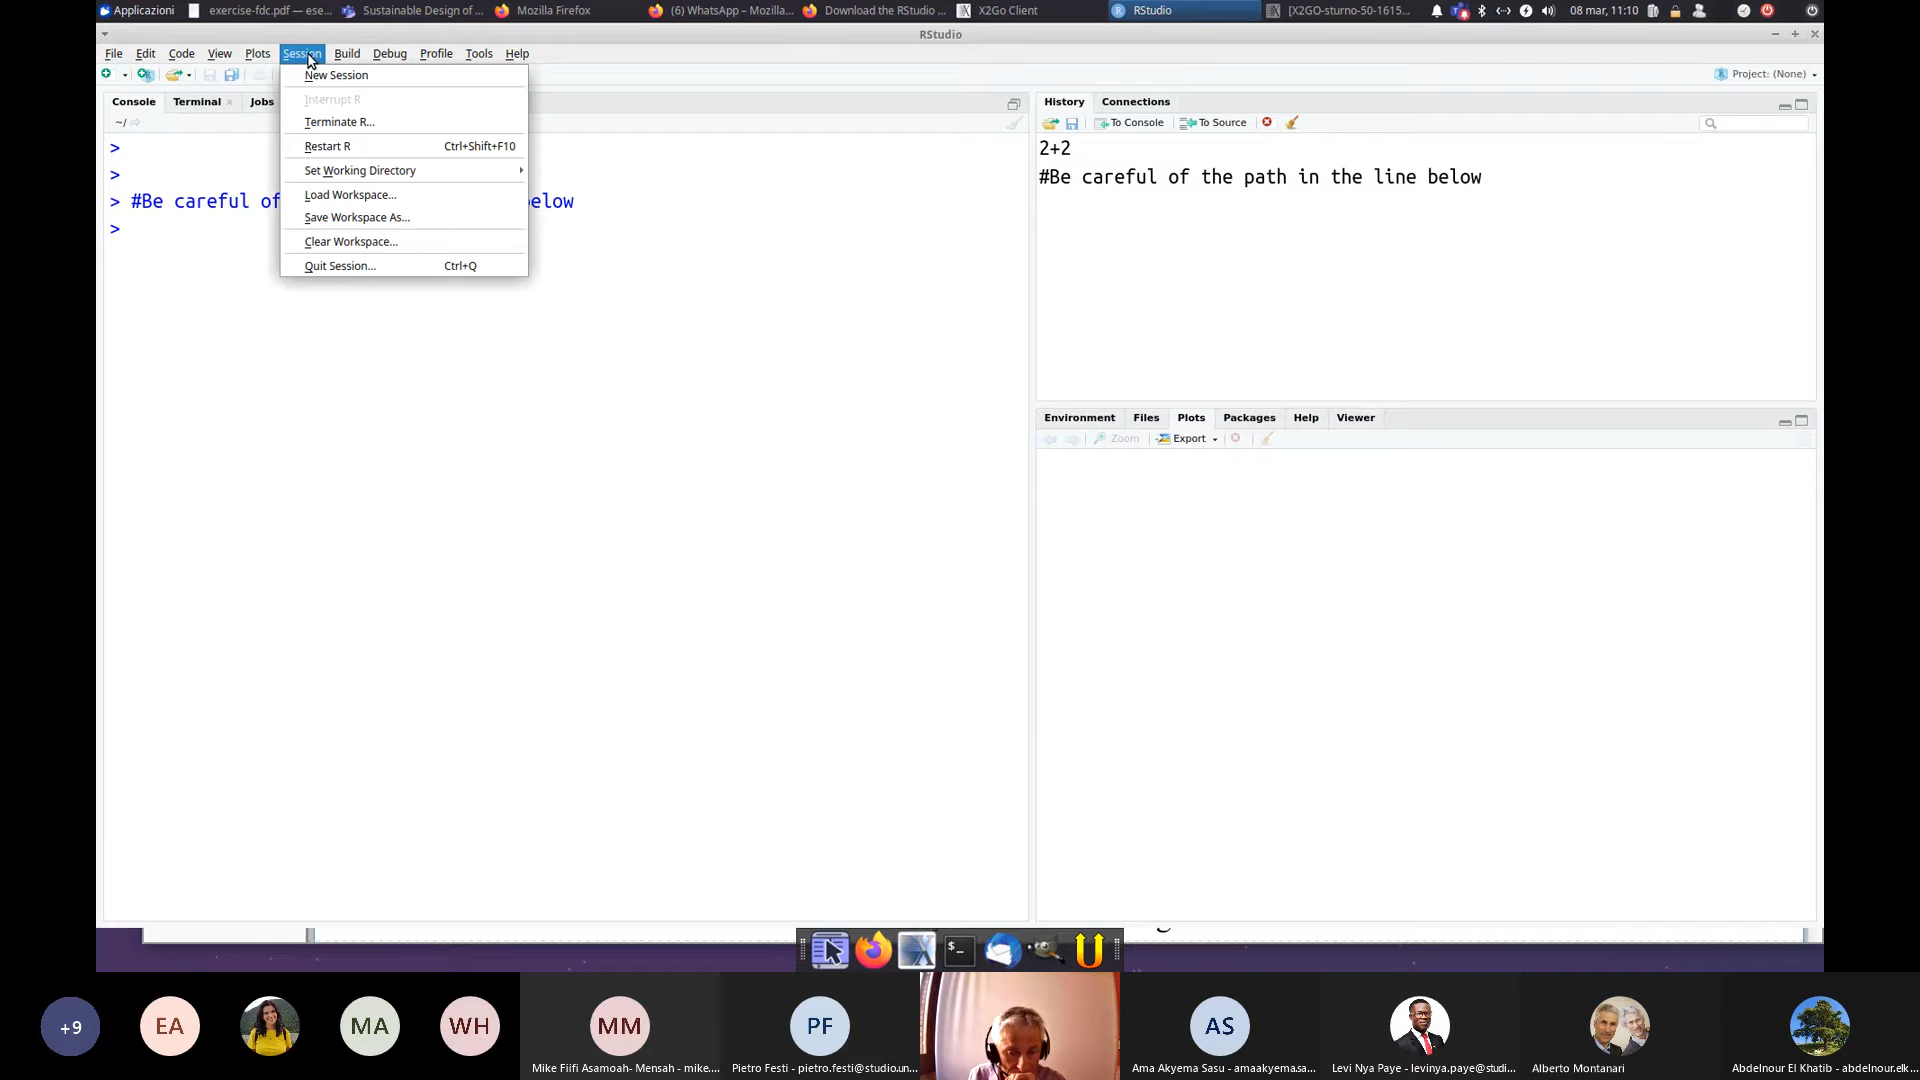 Applicazioni
exercise-fdc.pdf — ese...
Sustainable Design of ...
Mozilla Firefox
(6) WhatsApp – Mozilla...
Download the RStudio ...
X2Go Client
RStudio
[X2GO-sturno-50-1615...
08 mar, 11:10
RStudio
File Edit Code View Plots Session Build Debug Profile Tools Help
Project: (None)
New Session
Interrupt R
Terminate R...
Restart R Ctrl+Shift+F10
Set Working Directory
Load Workspace...
Save Workspace As...
Clear Workspace...
Quit Session... Ctrl+Q
Console Terminal Jobs
~/
>
>
> #Be careful of elow
>
History Connections
To Console To Source
2+2
#Be careful of the path in the line below
Environment Files Plots Packages Help Viewer
Zoom Export
+9
EA
MA
WH
MM
PF
AS
Mike Fiifi Asamoah- Mensah - mike....
Pietro Festi - pietro.festi@studio.un...
Ama Akyema Sasu - amaakyema.sa...
Levi Nya Paye - levinya.paye@studi...
Alberto Montanari
Abdelnour El Khatib - abdelnour.elk...